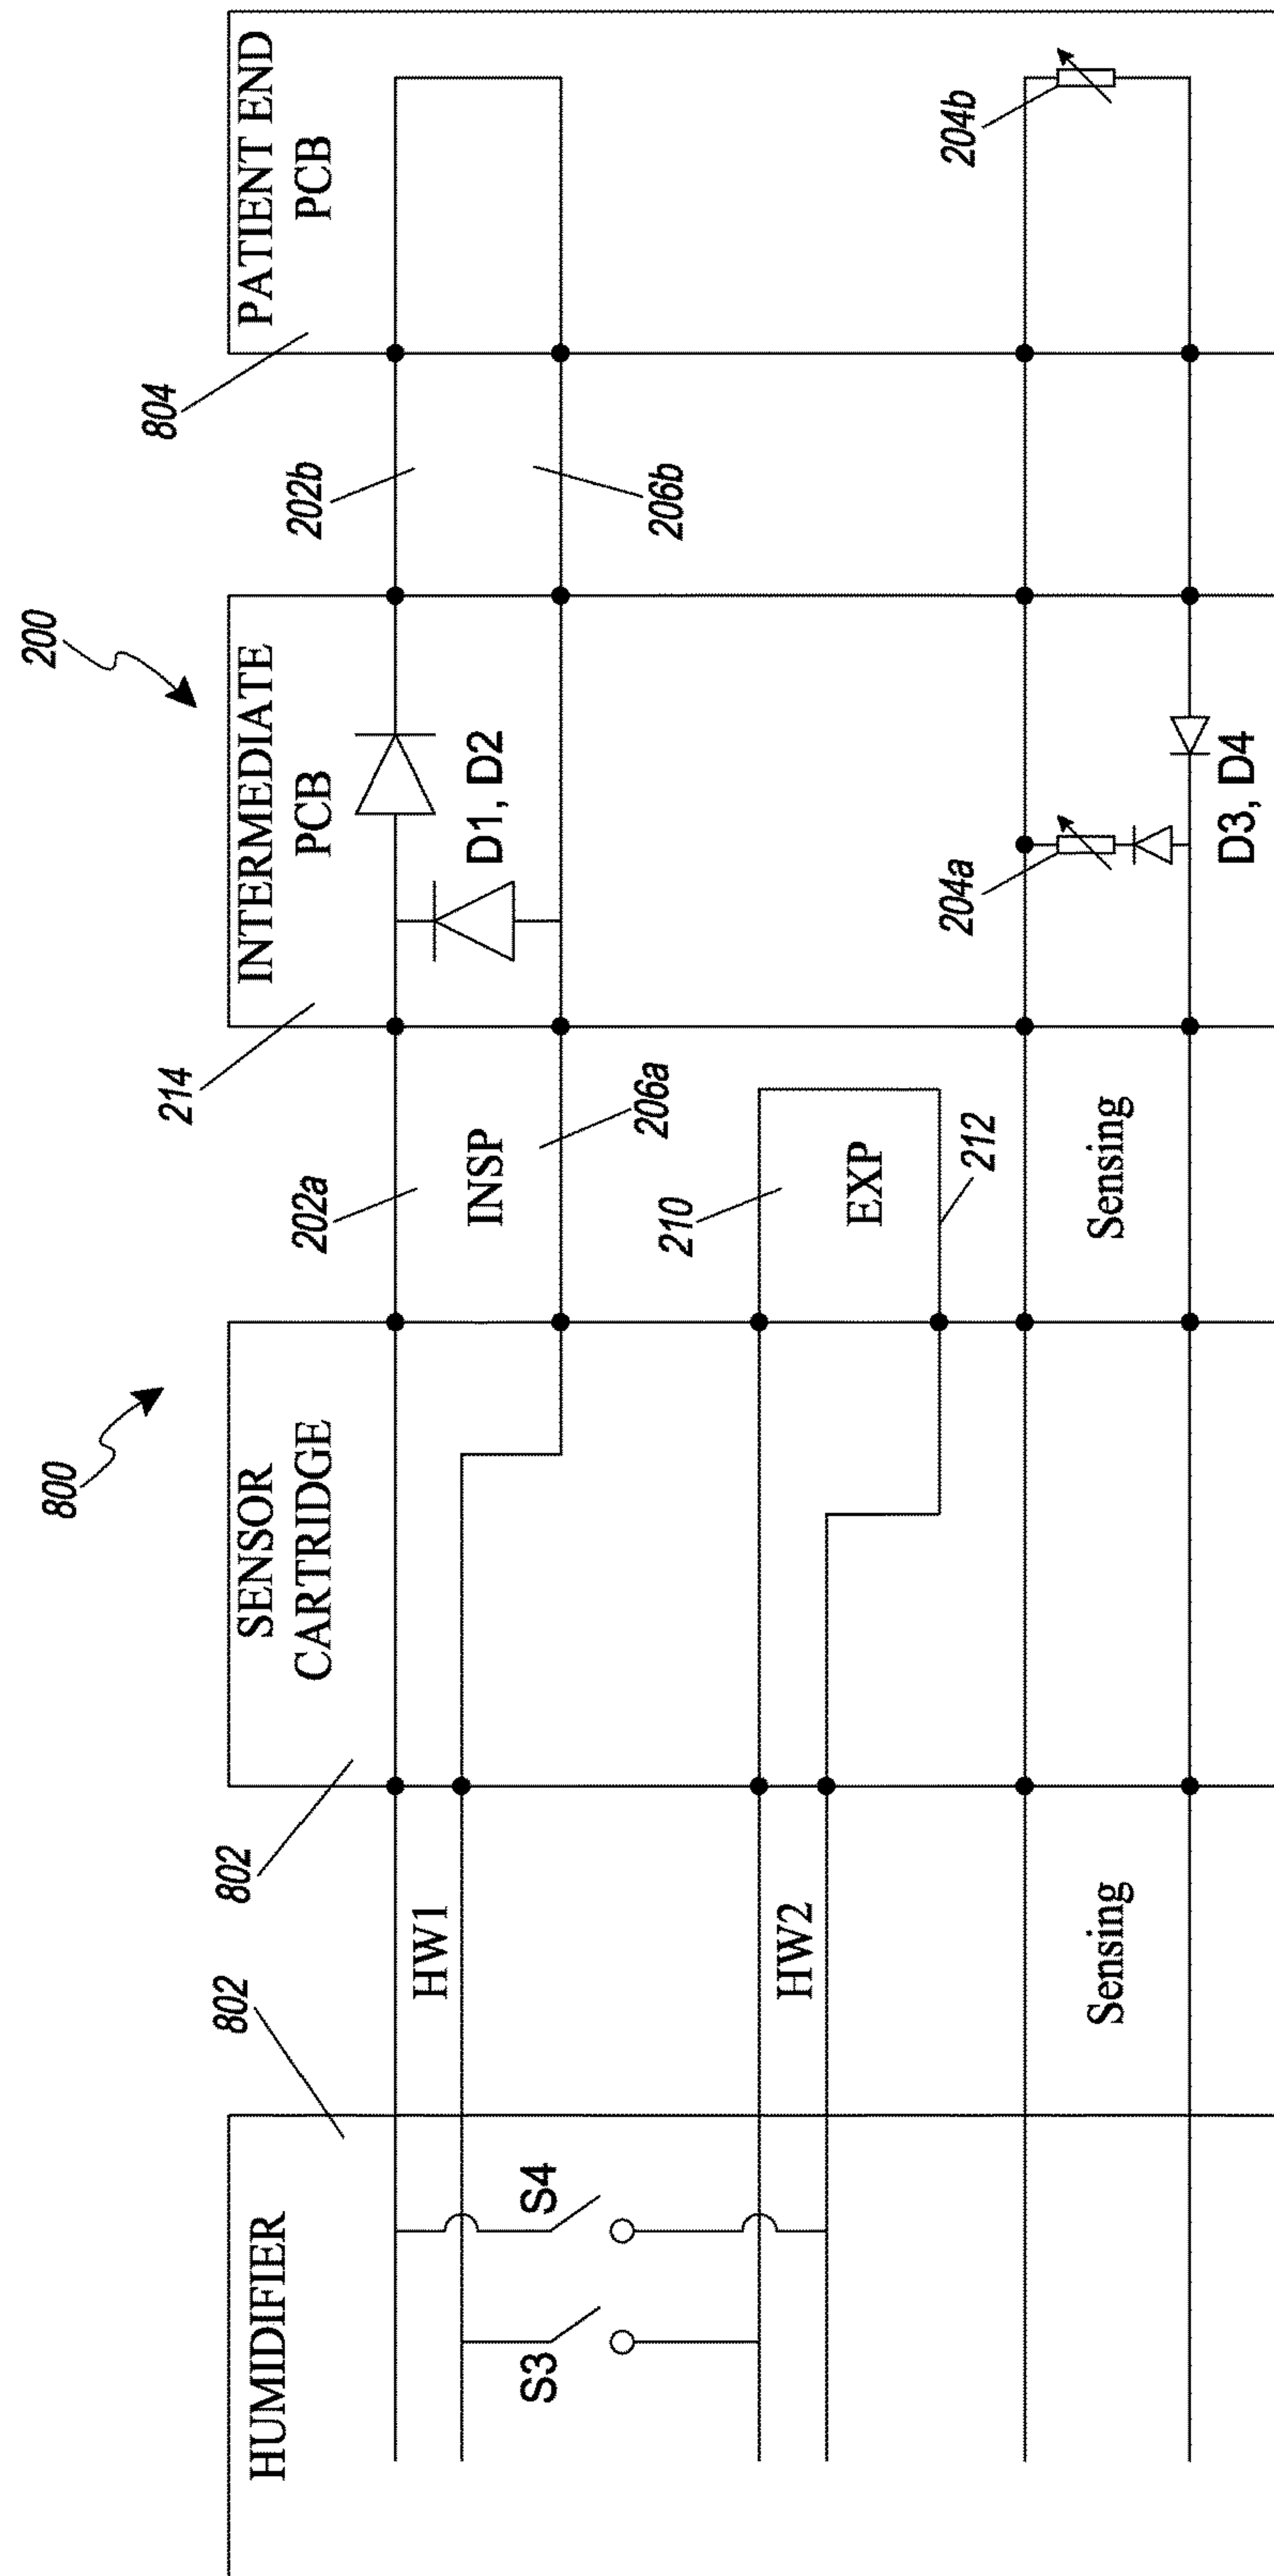 800
200
HUMIDIFIER
802
S3
S4
HW1
HW2
Sensing
802
SENSOR
CARTRIDGE
202a
INSP
206a
210
EXP
212
Sensing
214
INTERMEDIATE
PCB
D1, D2
204a
D3, D4
202b
206b
804
PATIENT END
PCB
204b